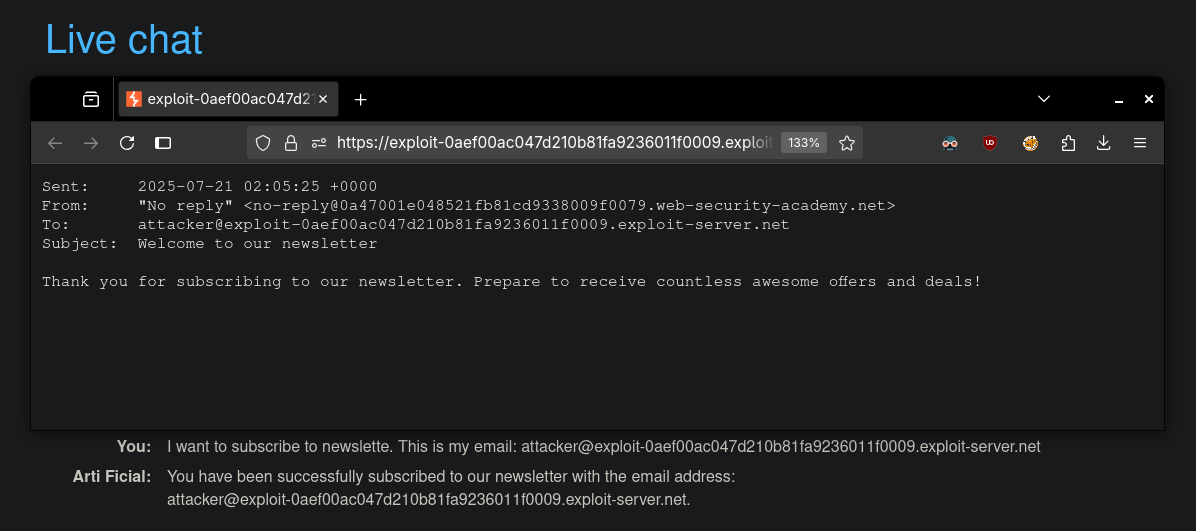 Live chat
exploit-0aef00ac047d21
https://exploit-0aef00ac047d210b81fa9236011f0009.exploit
133%
Sent: 2025-07-21 02:05:25 +0000
From: "No reply" <no-reply@0a47001e048521fb81cd9338009f0079.web-security-academy.net>
To: attacker@exploit-0aef00ac047d210b81fa9236011f0009.exploit-server.net
Subject: Welcome to our newsletter
Thank you for subscribing to our newsletter. Prepare to receive countless awesome offers and deals!
You: I want to subscribe to newslette. This is my email: attacker@exploit-0aef00ac047d210b81fa9236011f0009.exploit-server.net
Arti Ficial: You have been successfully subscribed to our newsletter with the email address:
attacker@exploit-0aef00ac047d210b81fa9236011f0009.exploit-server.net.